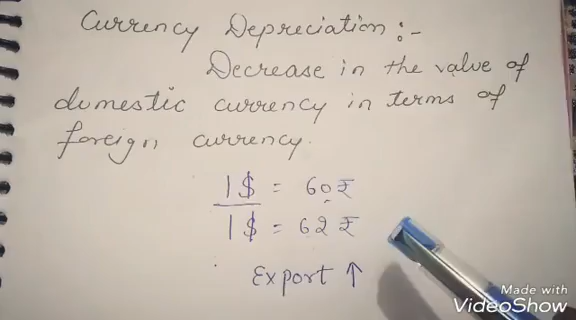 Currency Depreciation :-
Decrease in the value of
domestic currency in terms of
foreign currency.
1$ = 60₹
1$ = 62₹
Export ↑
Made with
VideoShow